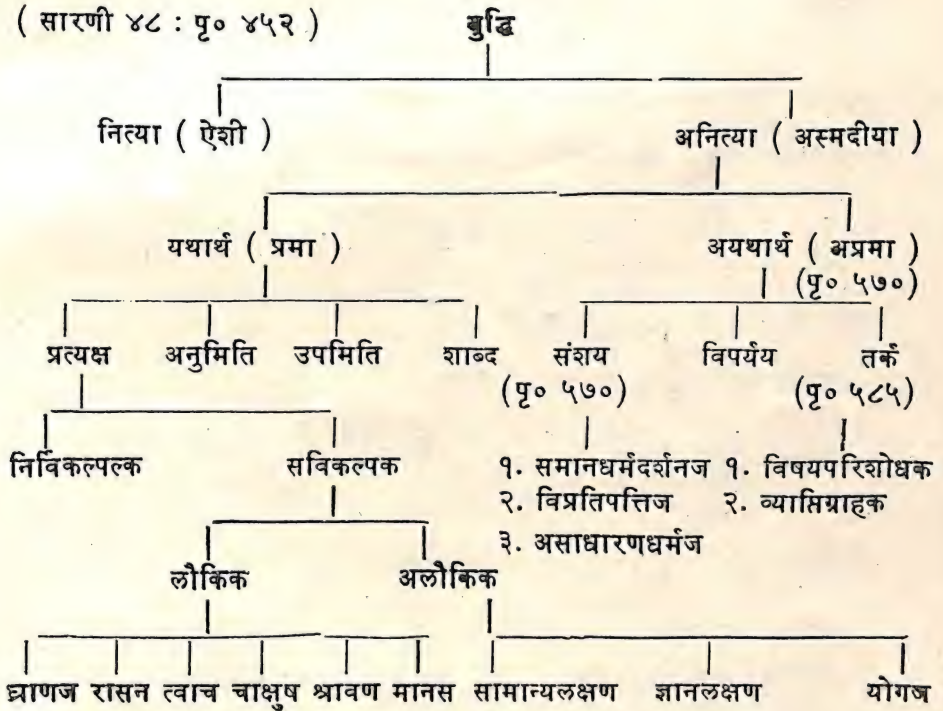 ( सारणी ४८ : पृ० ४५२ ) बुद्धि
नित्या ( ऐशी ) अनित्या ( अस्मदीया )
यथार्थ ( प्रमा ) अयथार्थ ( अप्रमा )
(पृ० ५७०)
प्रत्यक्ष अनुमिति उपमिति शाब्द संशय विपर्यय तर्क
(पृ० ५७०) (पृ० ५८५)
निर्विकल्पल्क सविकल्पक १. समानधर्मदर्शनज १. विषयपरिशोधक
२. विप्रतिपत्तिज २. व्याप्तिग्राहक
३. असाधारणधर्मज
लौकिक अलौकिक
घ्राणज रासन त्वाच चाक्षुष श्रावण मानस सामान्यलक्षण ज्ञानलक्षण योगज